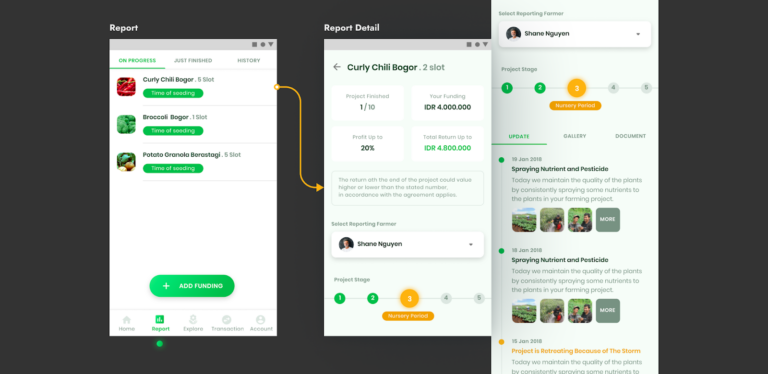 Report
ON PROGRESS
JUST FINISHED
HISTORY
Curly Chili Bogor . 5 Slot
Time of seeding
Broccoli Bogor . 1 Slot
Time of seeding
Potato Granola Berastagi . 5 Slot
Time of seeding
+ ADD FUNDING
Home
Report
Explore
Transaction
Account
Report Detail
Curly Chili Bogor . 2 slot
Project Finished
1 / 10
Your Funding
IDR 4.000.000
Profit Up to
20%
Total Return Up to
IDR 4.800.000
The return ath the end of the project could value
higher or lower than the stated number.
In accordance with the agreement applies.
Select Reporting Farmer
Shane Nguyen
Project Stage
1 2 3 4 5
Nursery Period
Select Reporting Farmer
Shane Nguyen
Project Stage
1 2 3 4 5
Nursery Period
UPDATE
GALLERY
DOCUMENT
19 Jan 2018
Spraying Nutrient and Pesticide
Today we maintain the quality of the plants
by consistently spraying some nutrients to
the plants in your farming project.
MORE
18 Jan 2018
Spraying Nutrient and Pesticide
Today we maintain the quality of the plants
by consistently spraying some nutrients to
the plants in your farming project.
MORE
15 Jan 2018
Project is Retreating Because of The Storm
Today we maintain the quality of the plants